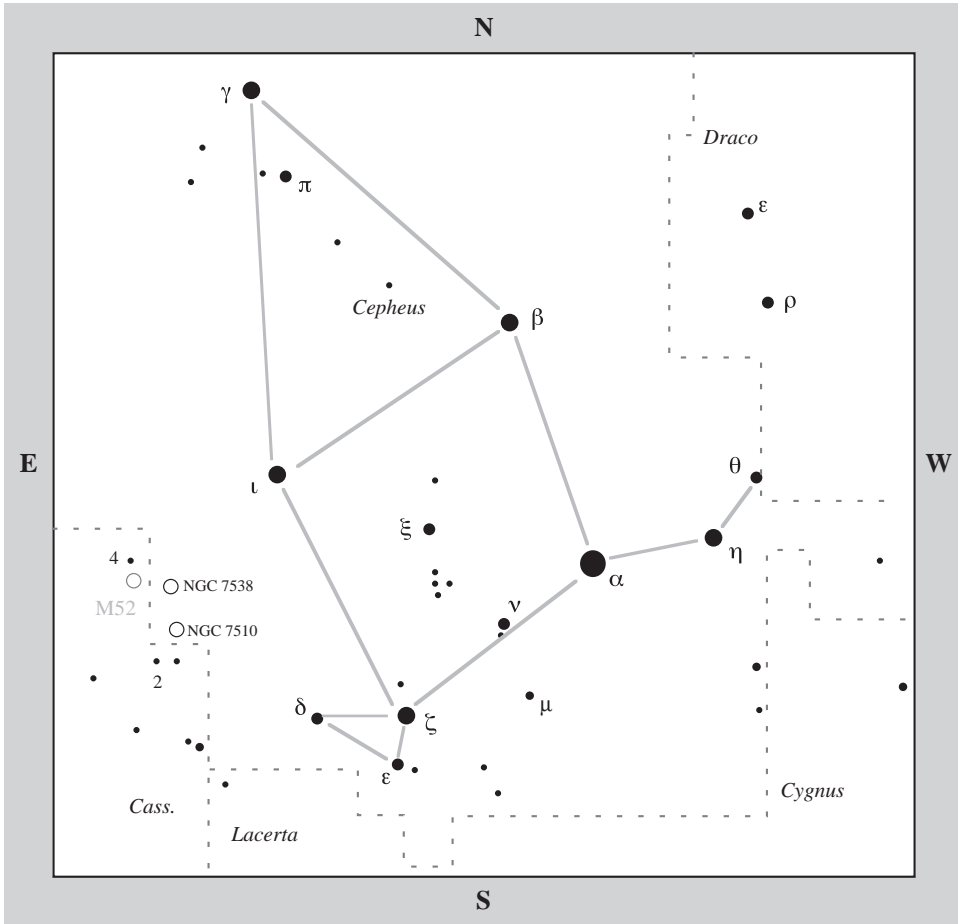 N
γ
Draco
π
ε
ρ
Cepheus
β
E
W
θ
ι
ξ
η
4
α
NGC 7538
M52
ν
NGC 7510
2
δ
μ
ζ
ε
Cygnus
Cass.
Lacerta
S